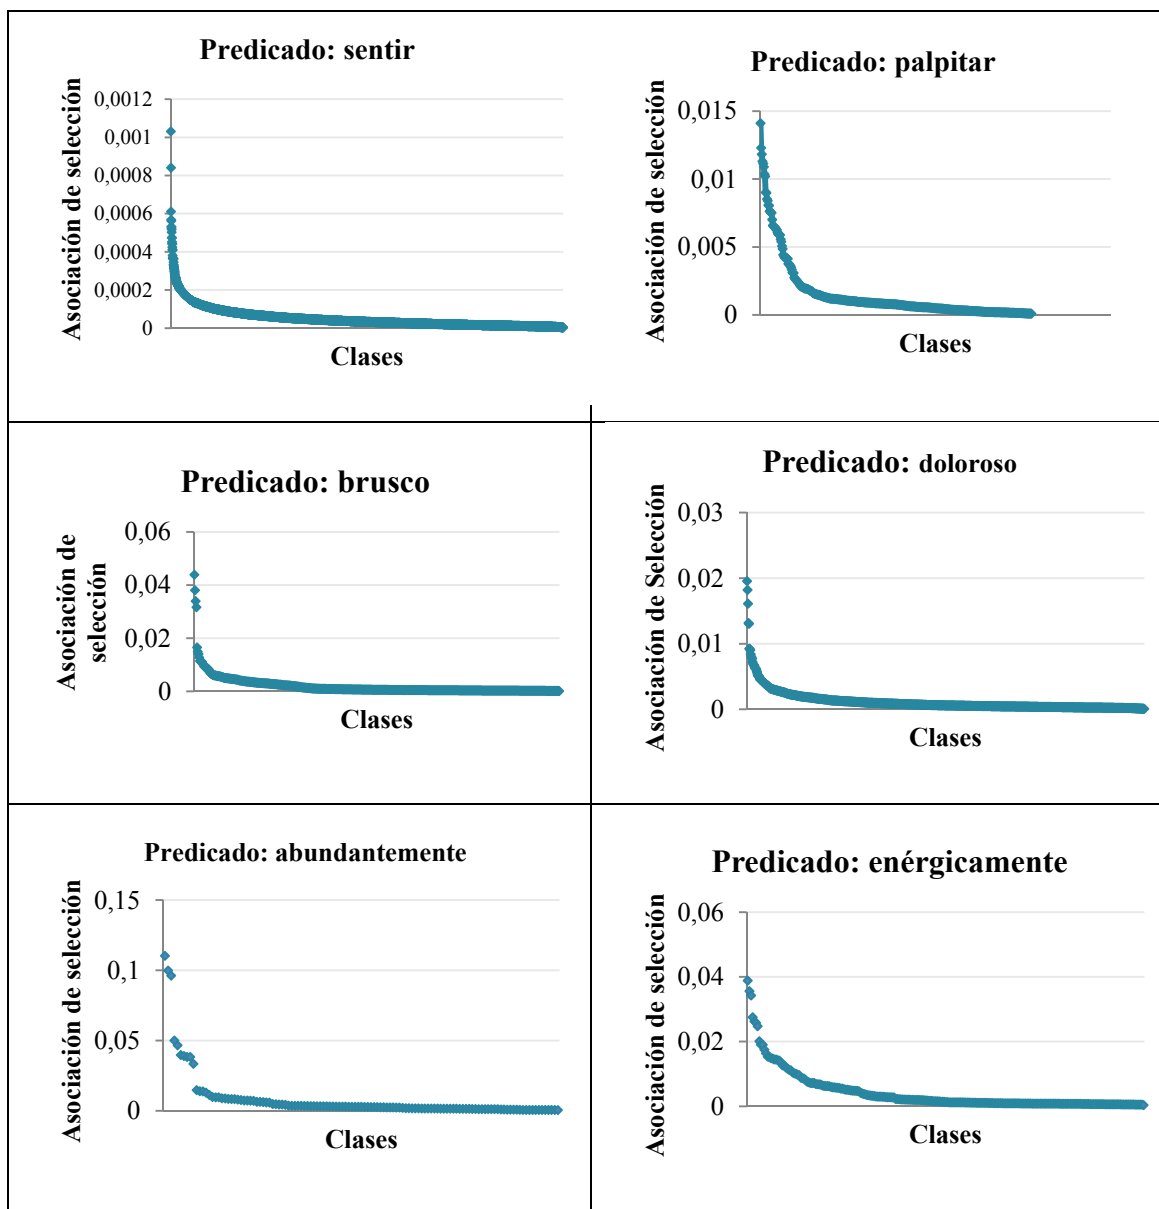 Predicado: sentir
Asociación de selección
0,0012
0,001
0,0008
0,0006
0,0004
0,0002
0
Clases
Predicado: palpitar
Asociación de selección
0,015
0,01
0,005
0
Clases
Predicado: brusco
Asociación de
selección
0,06
0,04
0,02
0
Clases
Predicado: doloroso
Asociación de Selección
0,03
0,02
0,01
0
Clases
Predicado: abundantemente
Asociación de selección
0,15
0,1
0,05
0
Clases
Predicado: enérgicamente
Asociación de selección
0,06
0,04
0,02
0
Clases